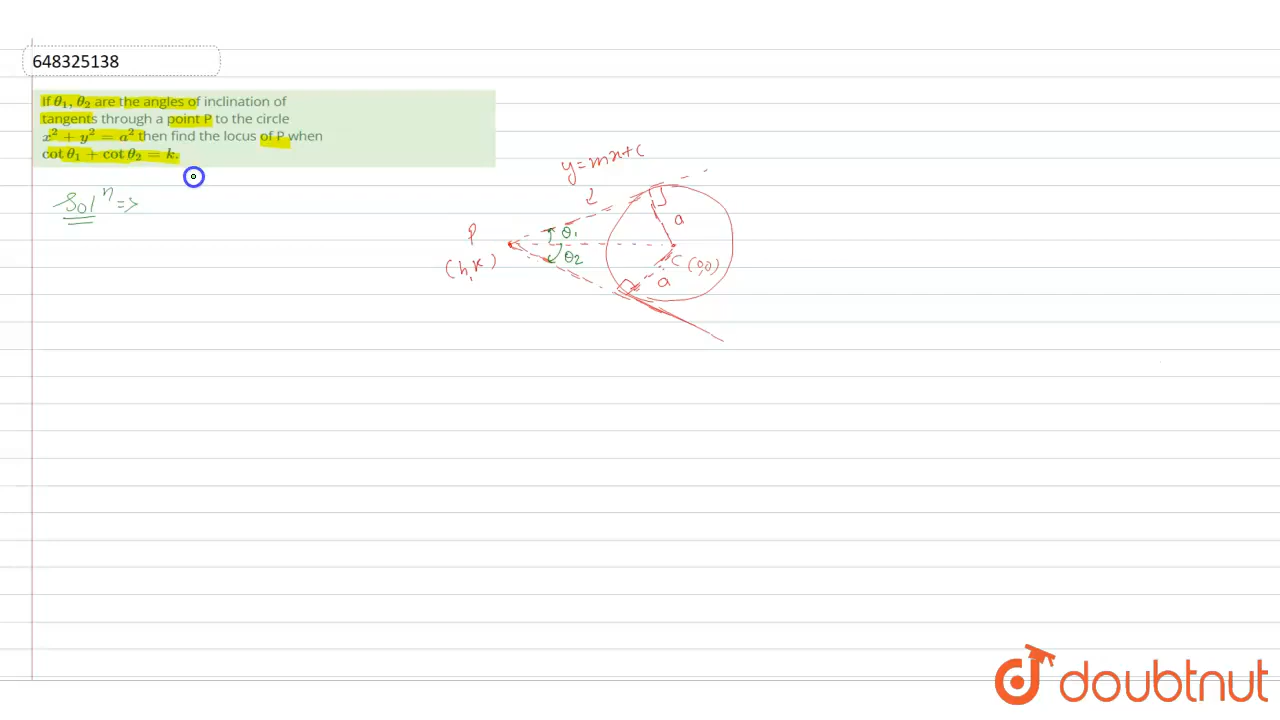 648325138
If θ₁, θ₂ are the angles of inclination of
tangents through a point P to the circle
x² + y² = a² then find the locus of P when
cot θ₁ + cot θ₂ = k.
Solⁿ =>
y=mx+c
P
(h,k)
θ₁
θ₂
a
C (0,0)
a
doubtnut